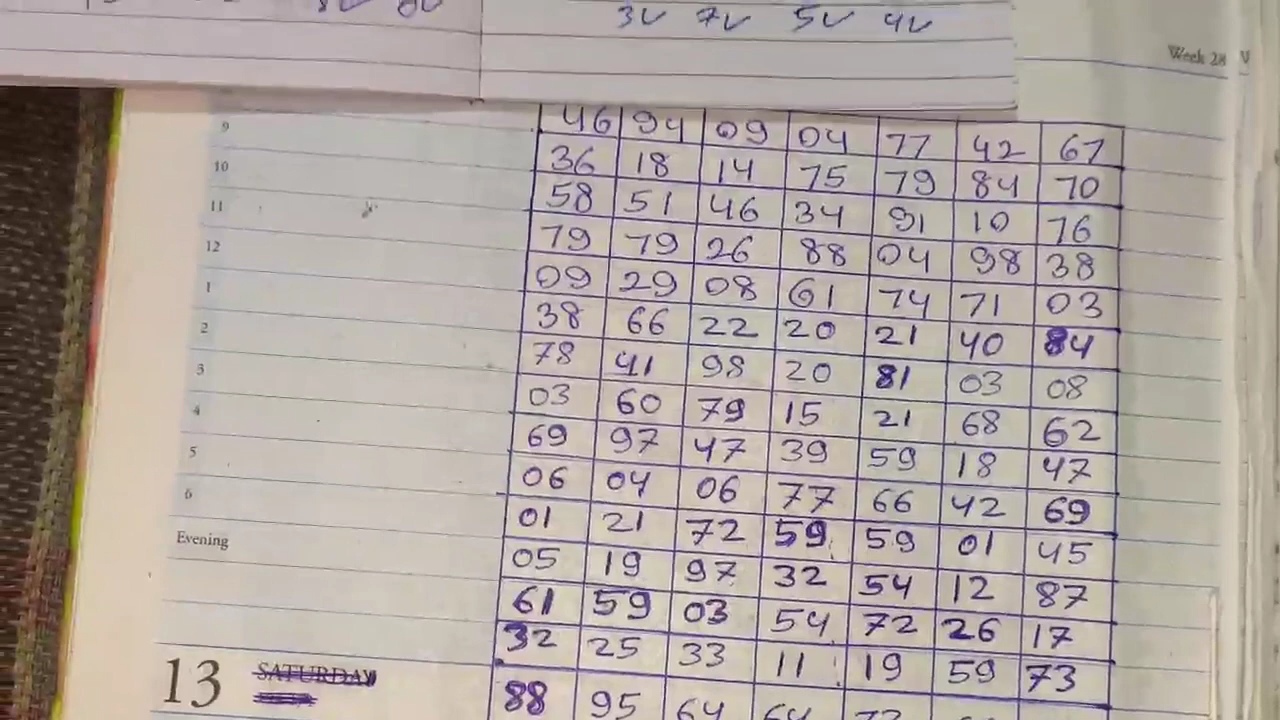 3✓ 7✓ 5✓ 4✓
Week 28
9 46 94 09 04 77 42 67
10 36 18 14 75 79 84 70
11 58 51 46 34 91 10 76
12 79 79 26 88 04 98 38
1 09 29 08 61 74 71 03
2 38 66 22 20 21 40 84
3 78 41 98 20 81 03 08
4 03 60 79 15 21 68 62
5 69 97 47 39 59 18 47
6 06 04 06 77 66 42 69
Evening 01 21 72 59 59 01 45
05 19 97 32 54 12 87
61 59 03 54 72 26 17
13 SATURDAY 32 25 33 11 19 59 73
88 95 64 64